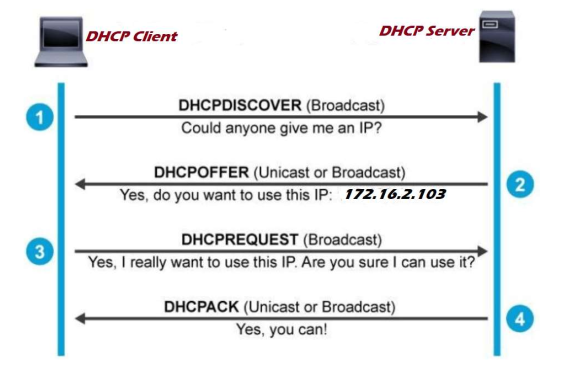 DHCP Client
DHCP Server
1
DHCPDISCOVER (Broadcast)
Could anyone give me an IP?
DHCPOFFER (Unicast or Broadcast)
2
Yes, do you want to use this IP: 172.16.2.103
DHCPREQUEST (Broadcast)
3
Yes, I really want to use this IP. Are you sure I can use it?
DHCPACK (Unicast or Broadcast)
4
Yes, you can!